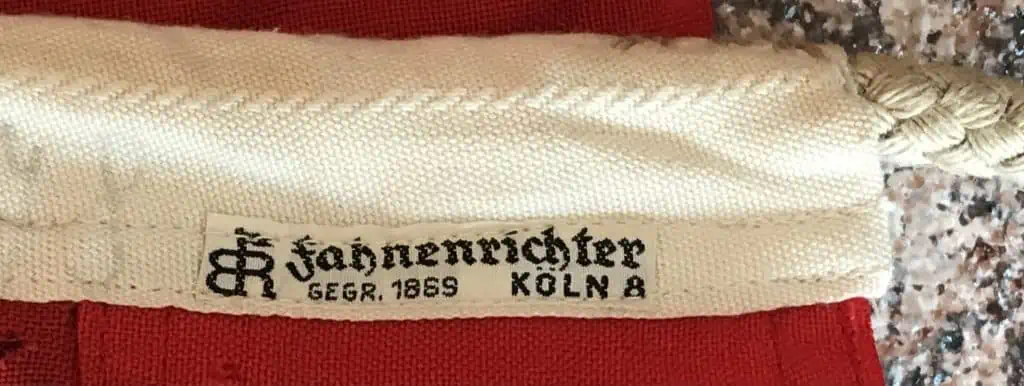 Fahnenrichter
GEGR. 1869 KÖLN 8